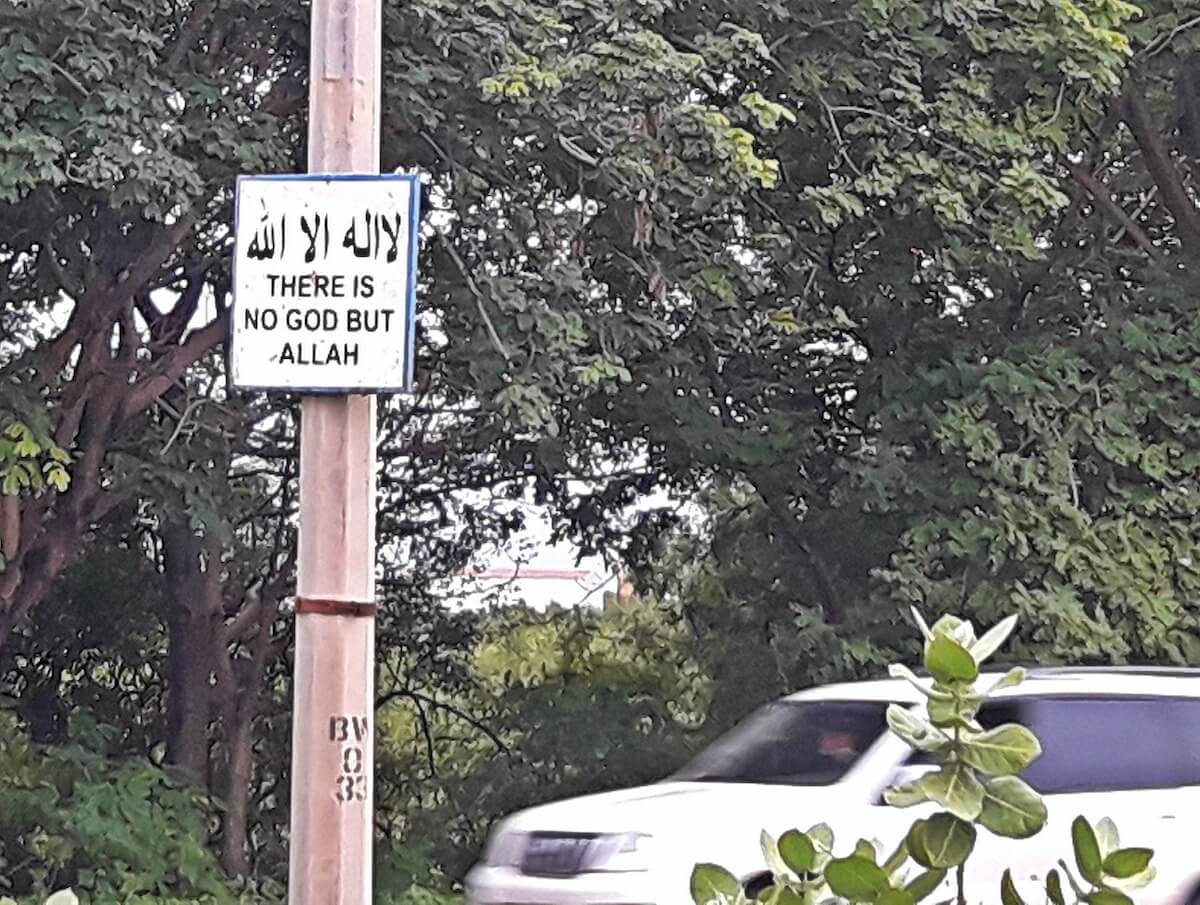 لااله الا الله
THERE IS
NO GOD BUT
ALLAH
BW
0
33